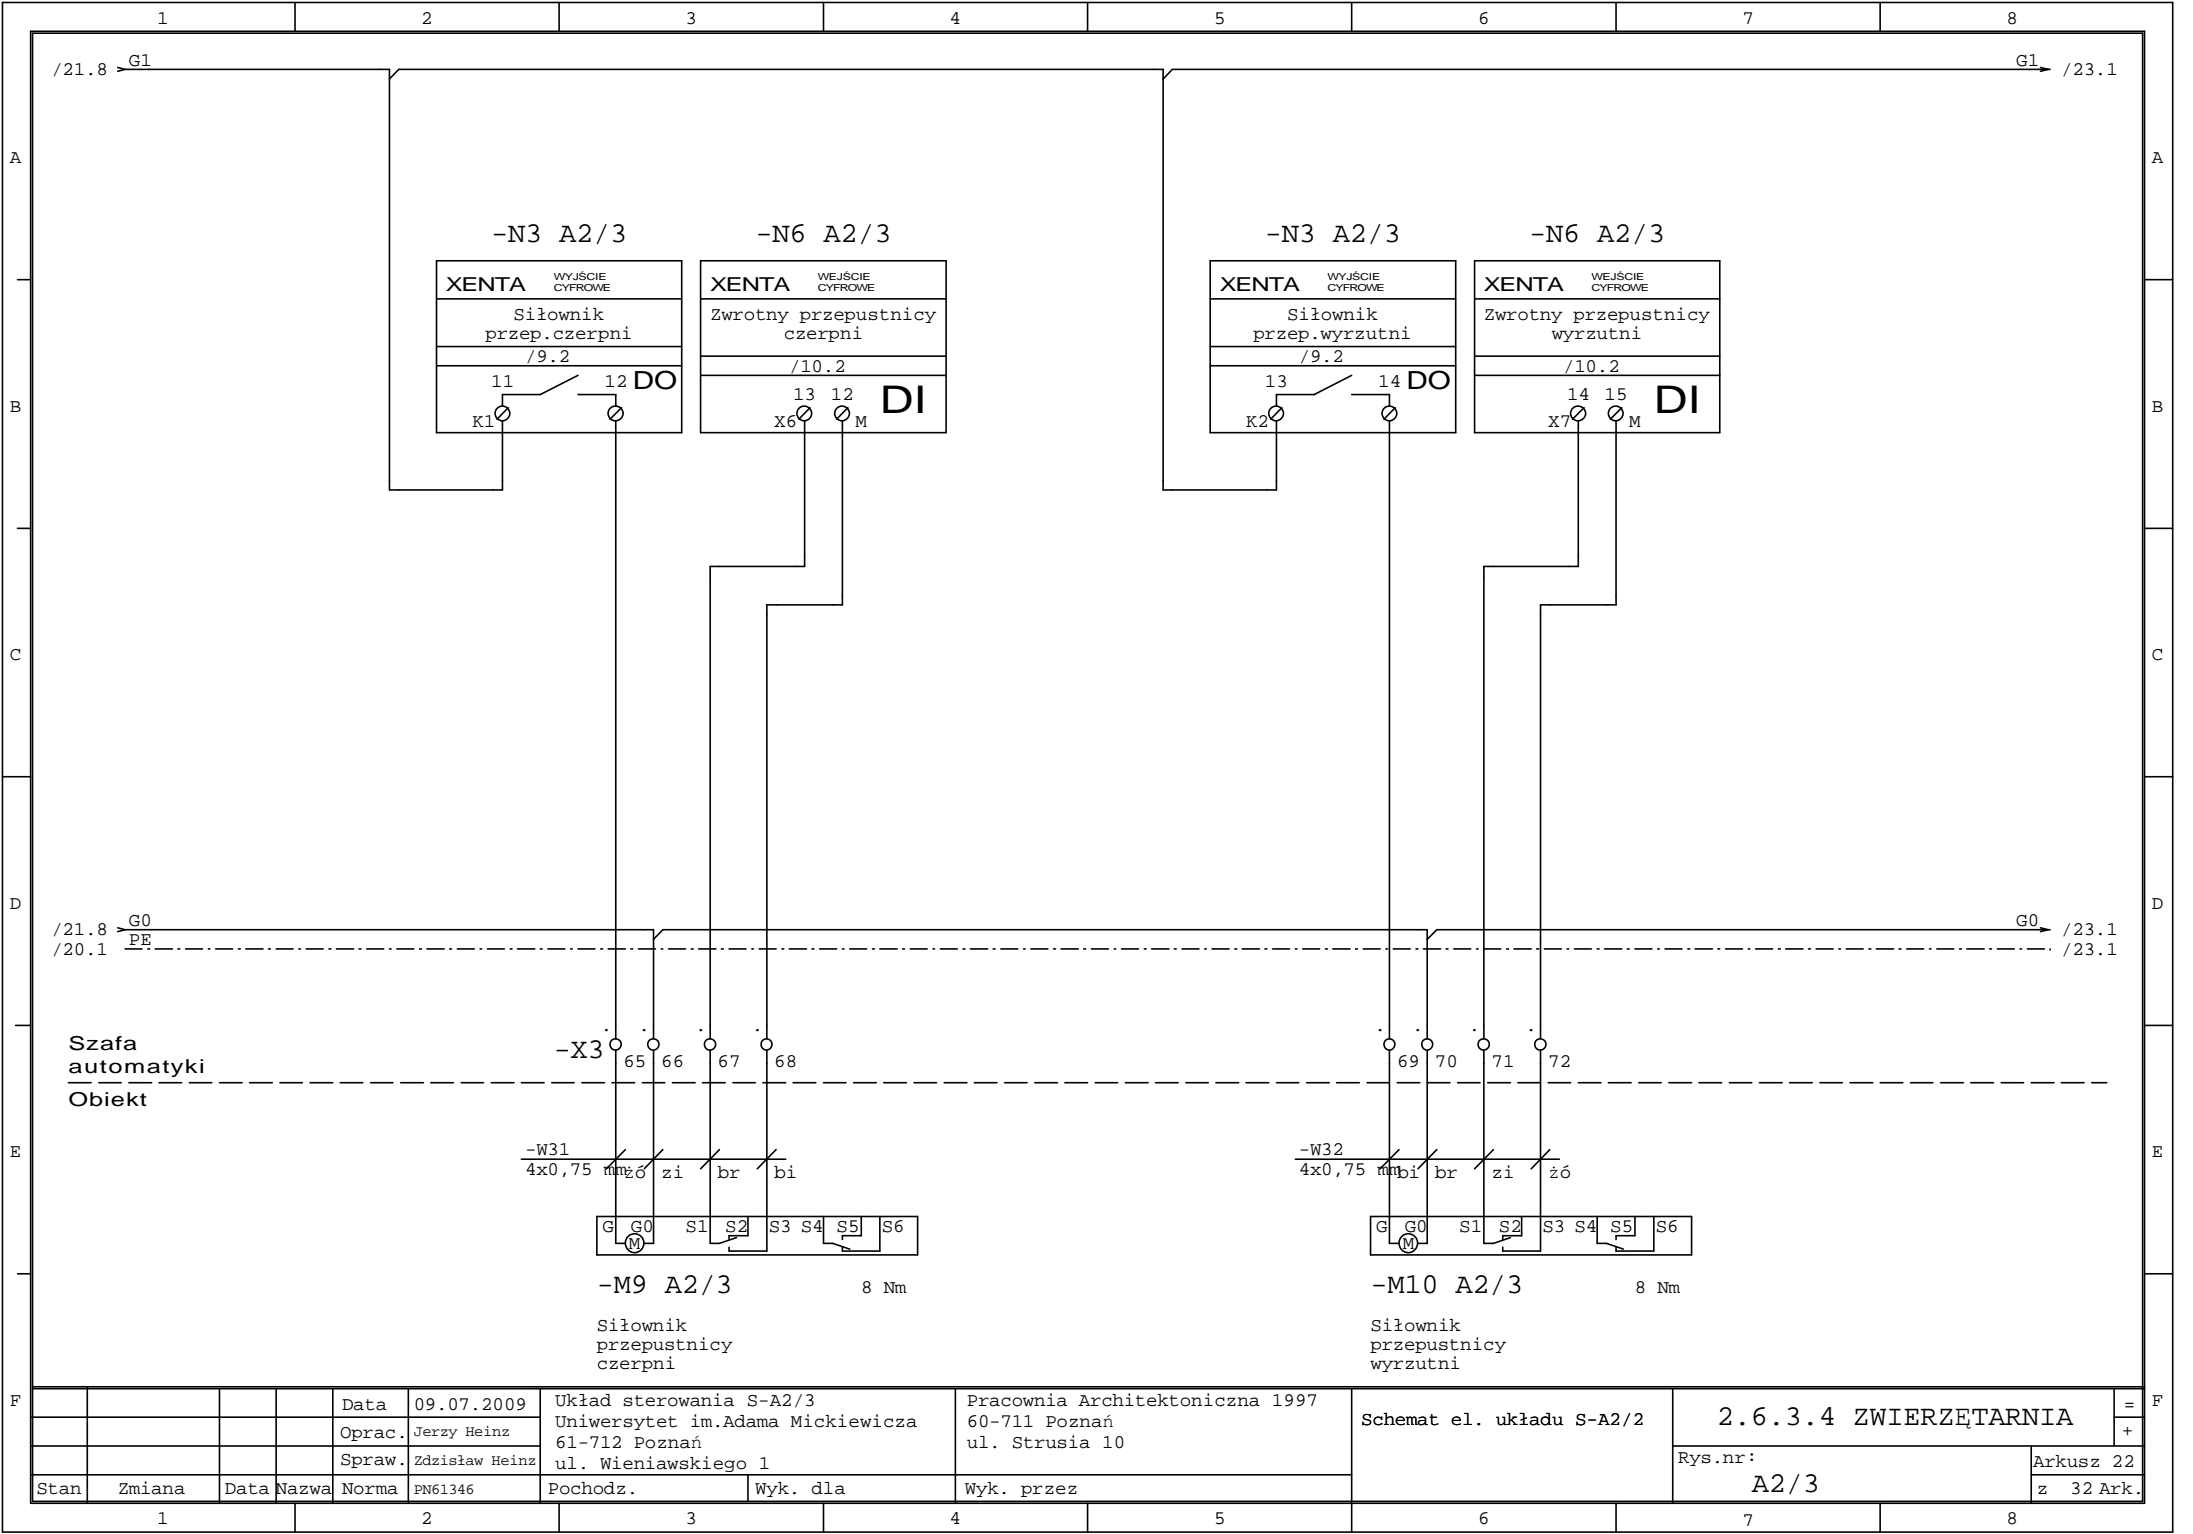 1 2 3 4 5 6 7 8
/21.8 G1 G1 /23.1
A A
-N3 A2/3 -N6 A2/3 -N3 A2/3 -N6 A2/3
XENTA WYJŚCIE CYFROWE
Siłownik
przep.czerpni
/9.2
11 12 DO
K1
XENTA WEJŚCIE CYFROWE
Zwrotny przepustnicy
czerpni
/10.2
13 12 DI
X6 M
XENTA WYJŚCIE CYFROWE
Siłownik
przep.wyrzutni
/9.2
13 14 DO
K2
XENTA WEJŚCIE CYFROWE
Zwrotny przepustnicy
wyrzutni
/10.2
14 15 DI
X7 M
B B
C C
D D
/21.8 G0 G0 /23.1
/20.1 PE /23.1
Szafa
automatyki
Obiekt
-X3 65 66 67 68 69 70 71 72
E E
-W31
4x0,75 mm żó zi br bi
-W32
4x0,75 mm bi br zi żó
G G0 S1 S2 S3 S4 S5 S6
M
G G0 S1 S2 S3 S4 S5 S6
M
-M9 A2/3 8 Nm
Siłownik
przepustnicy
czerpni
-M10 A2/3 8 Nm
Siłownik
przepustnicy
wyrzutni
F F
Data 09.07.2009
Oprac. Jerzy Heinz
Spraw. Zdzisław Heinz
Stan Zmiana Data Nazwa Norma PN61346
Układ sterowania S-A2/3
Uniwersytet im.Adama Mickiewicza
61-712 Poznań
ul. Wieniawskiego 1
Pochodz. Wyk. dla
Pracownia Architektoniczna 1997
60-711 Poznań
ul. Strusia 10
Wyk. przez
Schemat el. układu S-A2/2
2.6.3.4 ZWIERZĘTARNIA
=
+
Rys.nr:
A2/3
Arkusz 22
z 32 Ark.
1 2 3 4 5 6 7 8